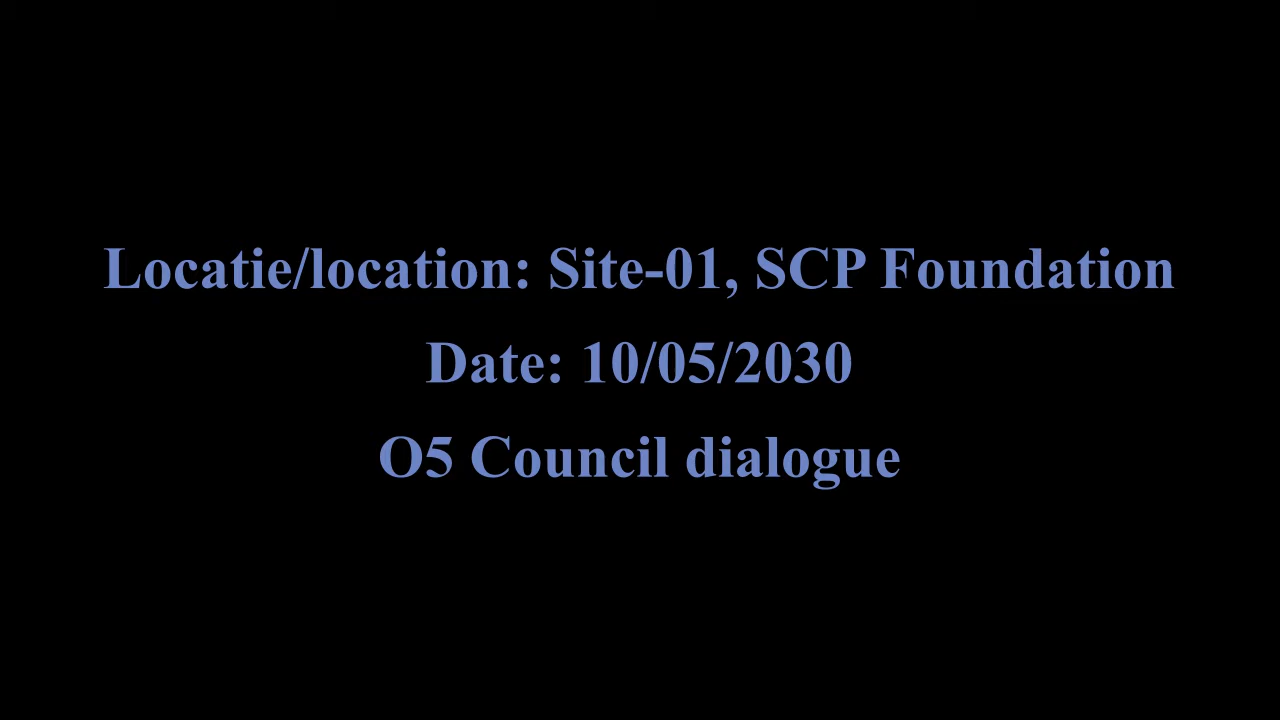 Locatie/location: Site-01, SCP Foundation
Date: 10/05/2030
O5 Council dialogue